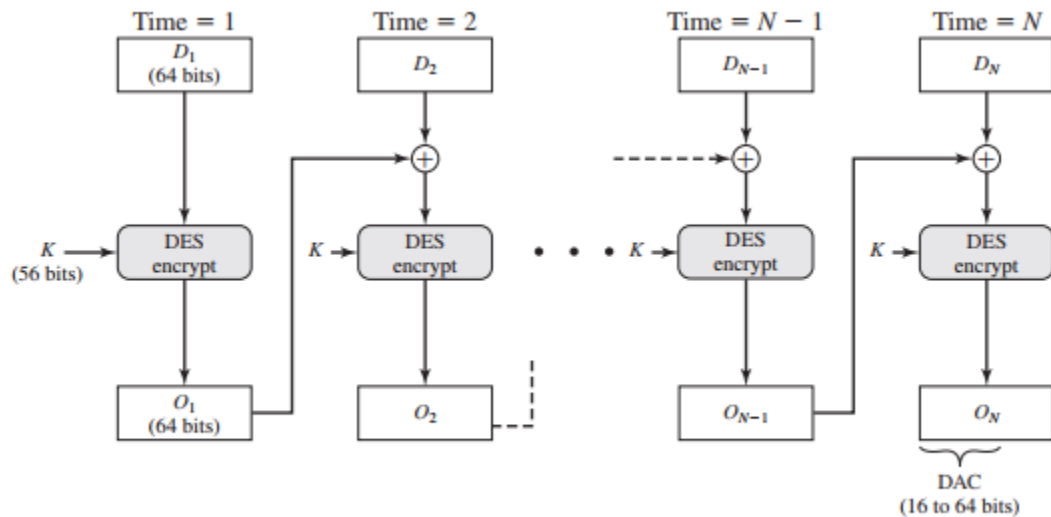 Time = 1
Time = 2
Time = N − 1
Time = N
D₁
(64 bits)
D₂
Dₙ₋₁
Dₙ
+
+
+
K
(56 bits)
DES
encrypt
K
DES
encrypt
• • •
K
DES
encrypt
K
DES
encrypt
O₁
(64 bits)
O₂
Oₙ₋₁
Oₙ
DAC
(16 to 64 bits)